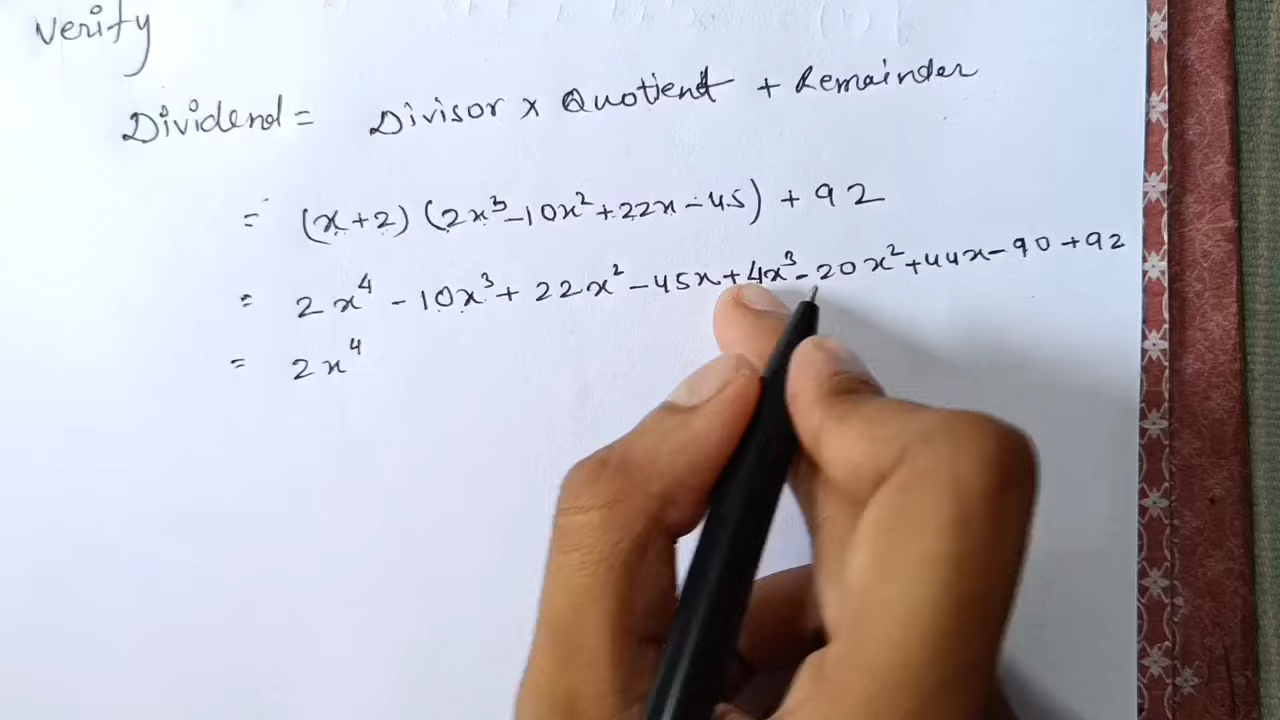 Verify
Dividend = Divisor x Quotient + Remainder
= (x+2) (2x³-10x²+22x-45) + 92
= 2x⁴ - 10x³ + 22x² - 45x + 4x³ - 20x² + 44x - 90 + 92
= 2x⁴